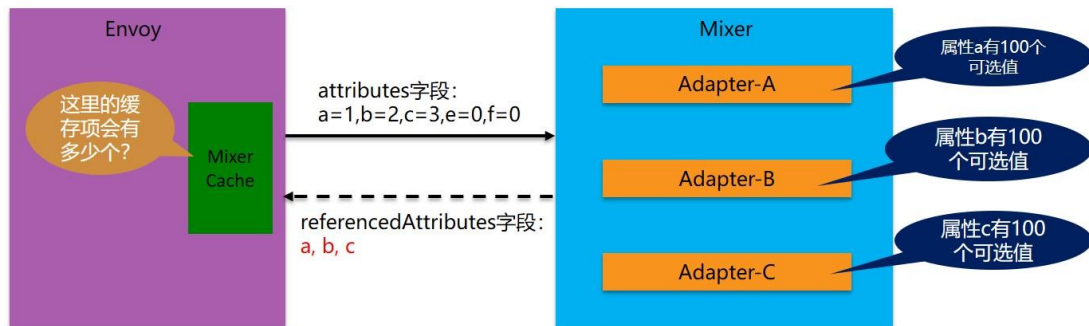 Envoy
这里的缓
存项会有
多少个？
Mixer
Cache
attributes字段：
a=1,b=2,c=3,e=0,f=0
referencedAttributes字段：
a, b, c
Mixer
Adapter-A
Adapter-B
Adapter-C
属性a有100个
可选值
属性b有100
个可选值
属性c有100
个可选值